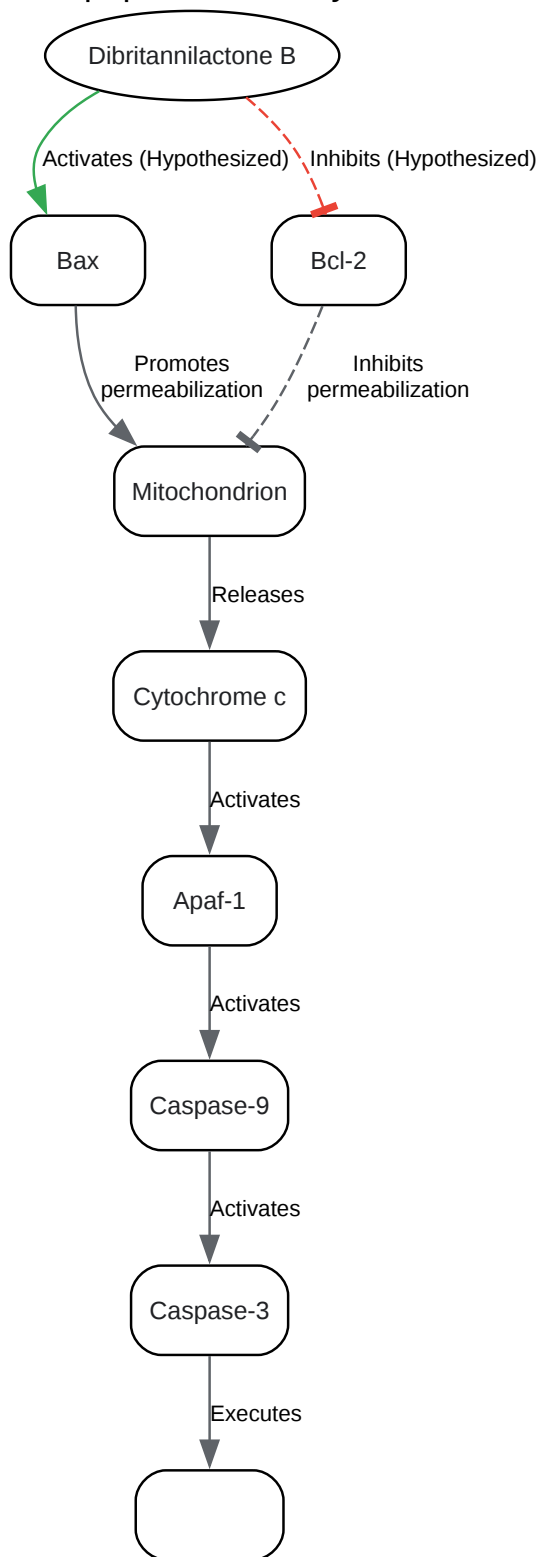 Dibritannilactone B
Activates (Hypothesized)
Inhibits (Hypothesized)
Bax
Bcl-2
Promotes
permeabilization
Inhibits
permeabilization
Mitochondrion
Releases
Cytochrome c
Activates
Apaf-1
Activates
Caspase-9
Activates
Caspase-3
Executes